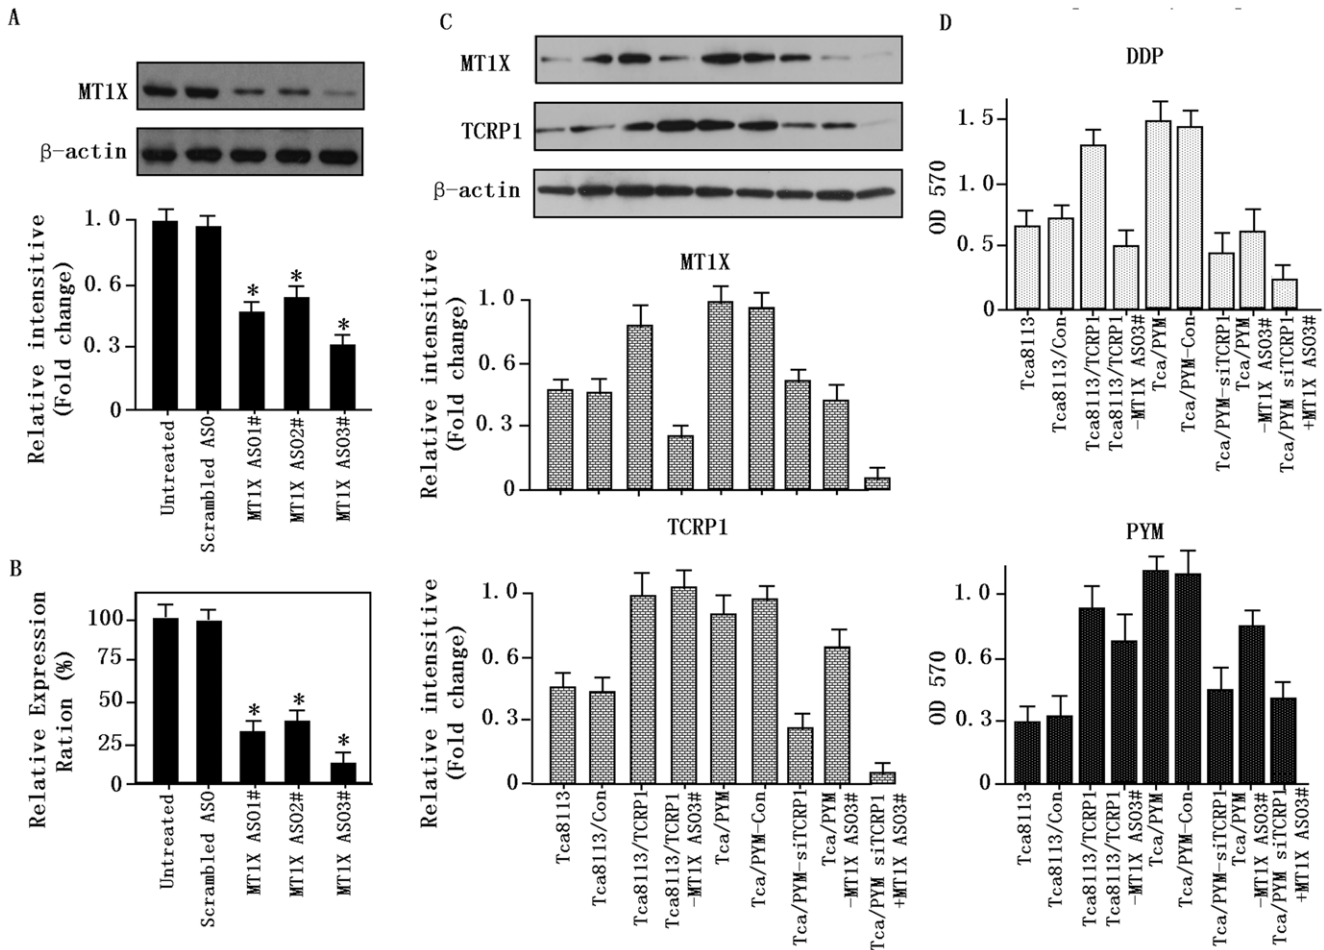 A
MT1X
β-actin
Relative intensitive
(Fold change)
1.0
0.6
0.3
0
Untreated
Scrambled ASO
MT1X ASO1#
MT1X ASO2#
MT1X ASO3#
*
*
*
B
Relative Expression
Ration (%)
100
75
50
25
0
Untreated
Scrambled ASO
MT1X ASO1#
MT1X ASO2#
MT1X ASO3#
*
*
*
C
MT1X
TCRP1
β-actin
MT1X
Relative intensitive
(Fold change)
1.0
0.6
0.3
0
TCRP1
Relative intensitive
(Fold change)
1.0
0.6
0.3
0
Tca8113
Tca8113/Con
Tca8113/TCRP1
Tca8113/TCRP1
-MT1X ASO3#
Tca/PYM
Tca/PYM-Con
Tca/PYM-siTCRP1
Tca/PYM
-MT1X ASO3#
Tca/PYM siTCRP1
+MT1X ASO3#
D
DDP
OD 570
1.5
1.0
0.5
0
Tca8113
Tca8113/Con
Tca8113/TCRP1
Tca8113/TCRP1
-MT1X ASO3#
Tca/PYM
Tca/PYM-Con
Tca/PYM-siTCRP1
Tca/PYM
-MT1X ASO3#
Tca/PYM siTCRP1
+MT1X ASO3#
PYM
OD 570
1.0
0.6
0.3
0
Tca8113
Tca8113/Con
Tca8113/TCRP1
Tca8113/TCRP1
-MT1X ASO3#
Tca/PYM
Tca/PYM-Con
Tca/PYM-siTCRP1
Tca/PYM
-MT1X ASO3#
Tca/PYM siTCRP1
+MT1X ASO3#